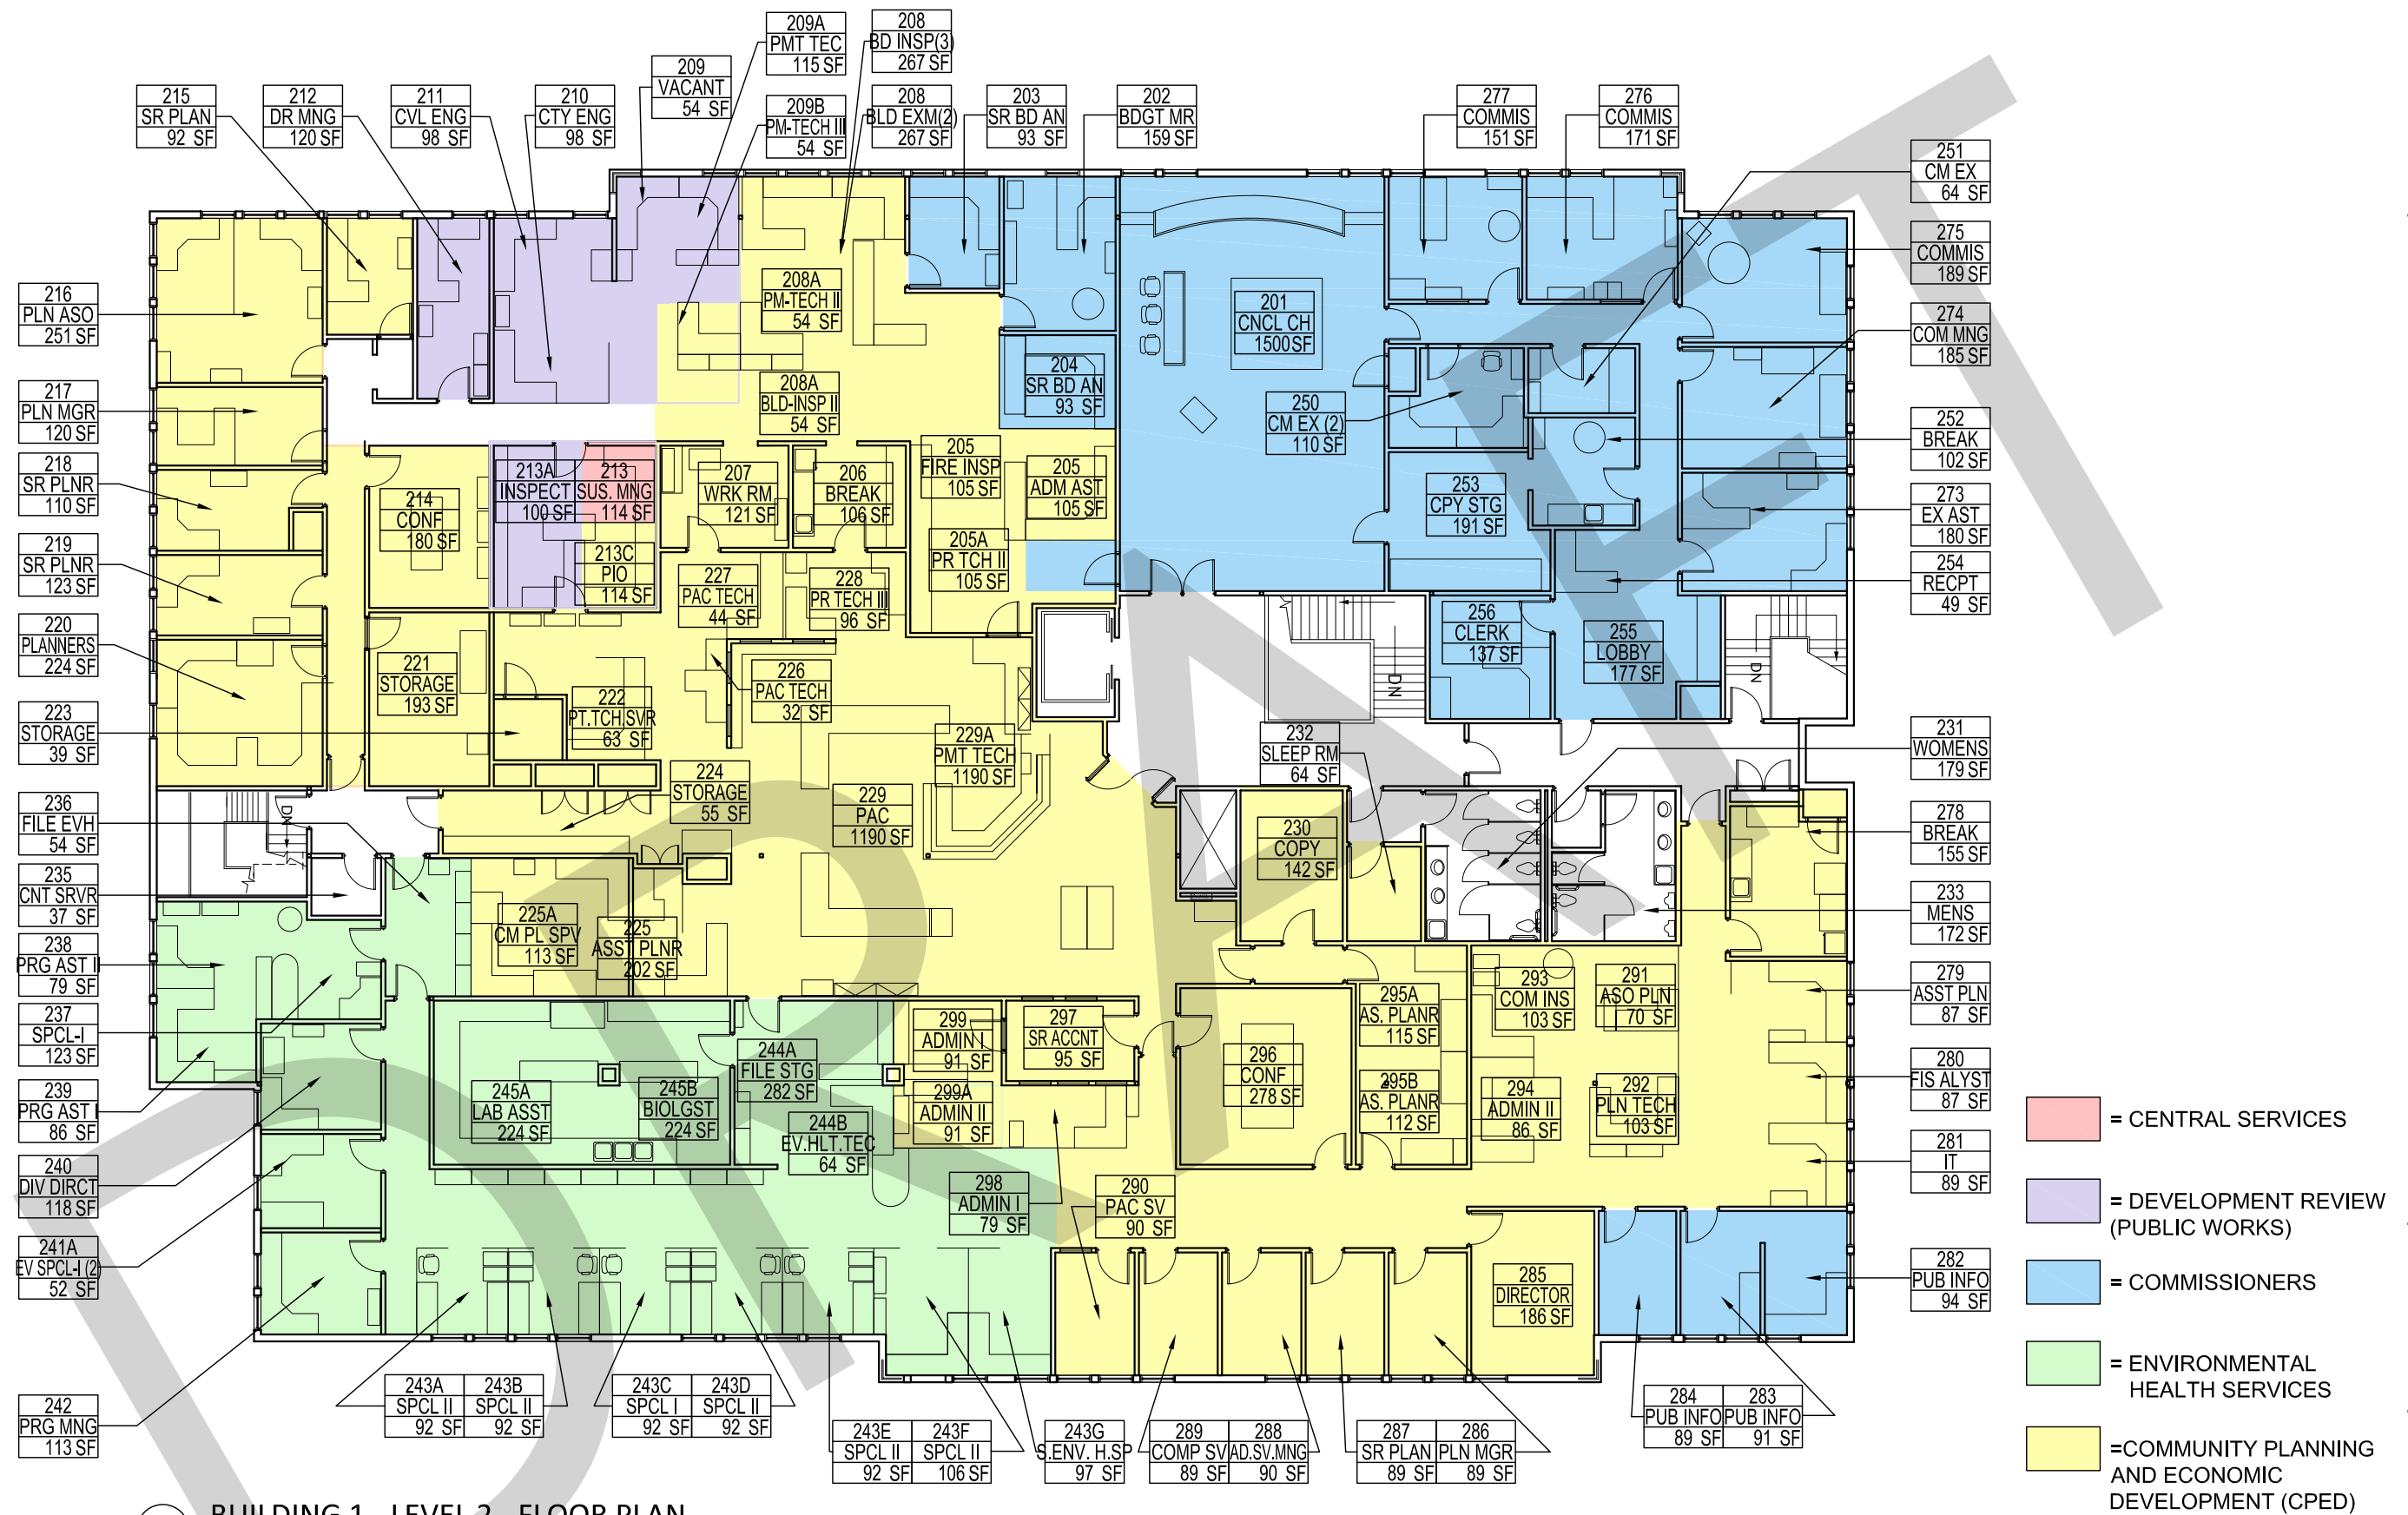 209A
PMT TEC
115 SF
208
BD INSP(3)
267 SF
209
VACANT
54 SF
215
SR PLAN
92 SF
212
DR MNG
120 SF
211
CVL ENG
98 SF
210
CTY ENG
98 SF
209B
PM-TECH III
54 SF
208
BLD EXM(2)
267 SF
203
SR BD AN
93 SF
202
BDGT MR
159 SF
277
COMMIS
151 SF
276
COMMIS
171 SF
251
CM EX
64 SF
275
COMMIS
189 SF
274
COM MNG
185 SF
252
BREAK
102 SF
273
EX AST
180 SF
254
RECPT
49 SF
216
PLN ASO
251 SF
217
PLN MGR
120 SF
218
SR PLNR
110 SF
219
SR PLNR
123 SF
220
PLANNERS
224 SF
223
STORAGE
39 SF
236
FILE EVH
54 SF
235
CNT SRVR
37 SF
238
PRG AST II
79 SF
237
SPCL-I
123 SF
239
PRG AST I
86 SF
240
DIV DIRCT
118 SF
241A
EV SPCL-I (2)
52 SF
242
PRG MNG
113 SF
208A
PM-TECH II
54 SF
208A
BLD-INSP II
54 SF
204
SR BD AN
93 SF
201
CNCL CH
1500 SF
250
CM EX (2)
110 SF
253
CPY STG
191 SF
256
CLERK
137 SF
255
LOBBY
177 SF
214
CONF
180 SF
213A
INSPECT
100 SF
213
SUS. MNG
114 SF
213C
PIO
114 SF
207
WRK RM
121 SF
206
BREAK
106 SF
205
FIRE INSP
105 SF
205
ADM AST
105 SF
205A
PR TCH II
105 SF
227
PAC TECH
44 SF
228
PR TECH III
96 SF
226
PAC TECH
32 SF
221
STORAGE
193 SF
222
PT.TCH.SVR
63 SF
224
STORAGE
55 SF
229A
PMT TECH
1190 SF
229
PAC
1190 SF
DN
DN
DN
232
SLEEP RM
64 SF
231
WOMENS
179 SF
230
COPY
142 SF
278
BREAK
155 SF
233
MENS
172 SF
279
ASST PLN
87 SF
280
FIS ALYST
87 SF
281
IT
89 SF
282
PUB INFO
94 SF
225A
CM PL SPV
113 SF
225
ASST PLNR
202 SF
245A
LAB ASST
224 SF
245B
BIOLGST
224 SF
244A
FILE STG
282 SF
244B
EV.HLT.TEC
64 SF
299
ADMIN I
91 SF
299A
ADMIN II
91 SF
297
SR ACCNT
95 SF
298
ADMIN I
79 SF
290
PAC SV
90 SF
296
CONF
278 SF
295A
AS. PLANR
115 SF
295B
AS. PLANR
112 SF
293
COM INS
103 SF
291
ASO PLN
70 SF
294
ADMIN II
86 SF
292
PLN TECH
103 SF
285
DIRECTOR
186 SF
243A
SPCL II
92 SF
243B
SPCL II
92 SF
243C
SPCL I
92 SF
243D
SPCL II
92 SF
243E
SPCL II
92 SF
243F
SPCL II
106 SF
243G
S.ENV. H.SP
97 SF
289
COMP SV
89 SF
288
AD.SV.MNG
90 SF
287
SR PLAN
89 SF
286
PLN MGR
89 SF
284
PUB INFO
89 SF
283
PUB INFO
91 SF
= CENTRAL SERVICES
= DEVELOPMENT REVIEW
(PUBLIC WORKS)
= COMMISSIONERS
= ENVIRONMENTAL
HEALTH SERVICES
=COMMUNITY PLANNING
AND ECONOMIC
DEVELOPMENT (CPED)
BUILDING 1 - LEVEL 2 - FLOOR PLAN
DRAFT